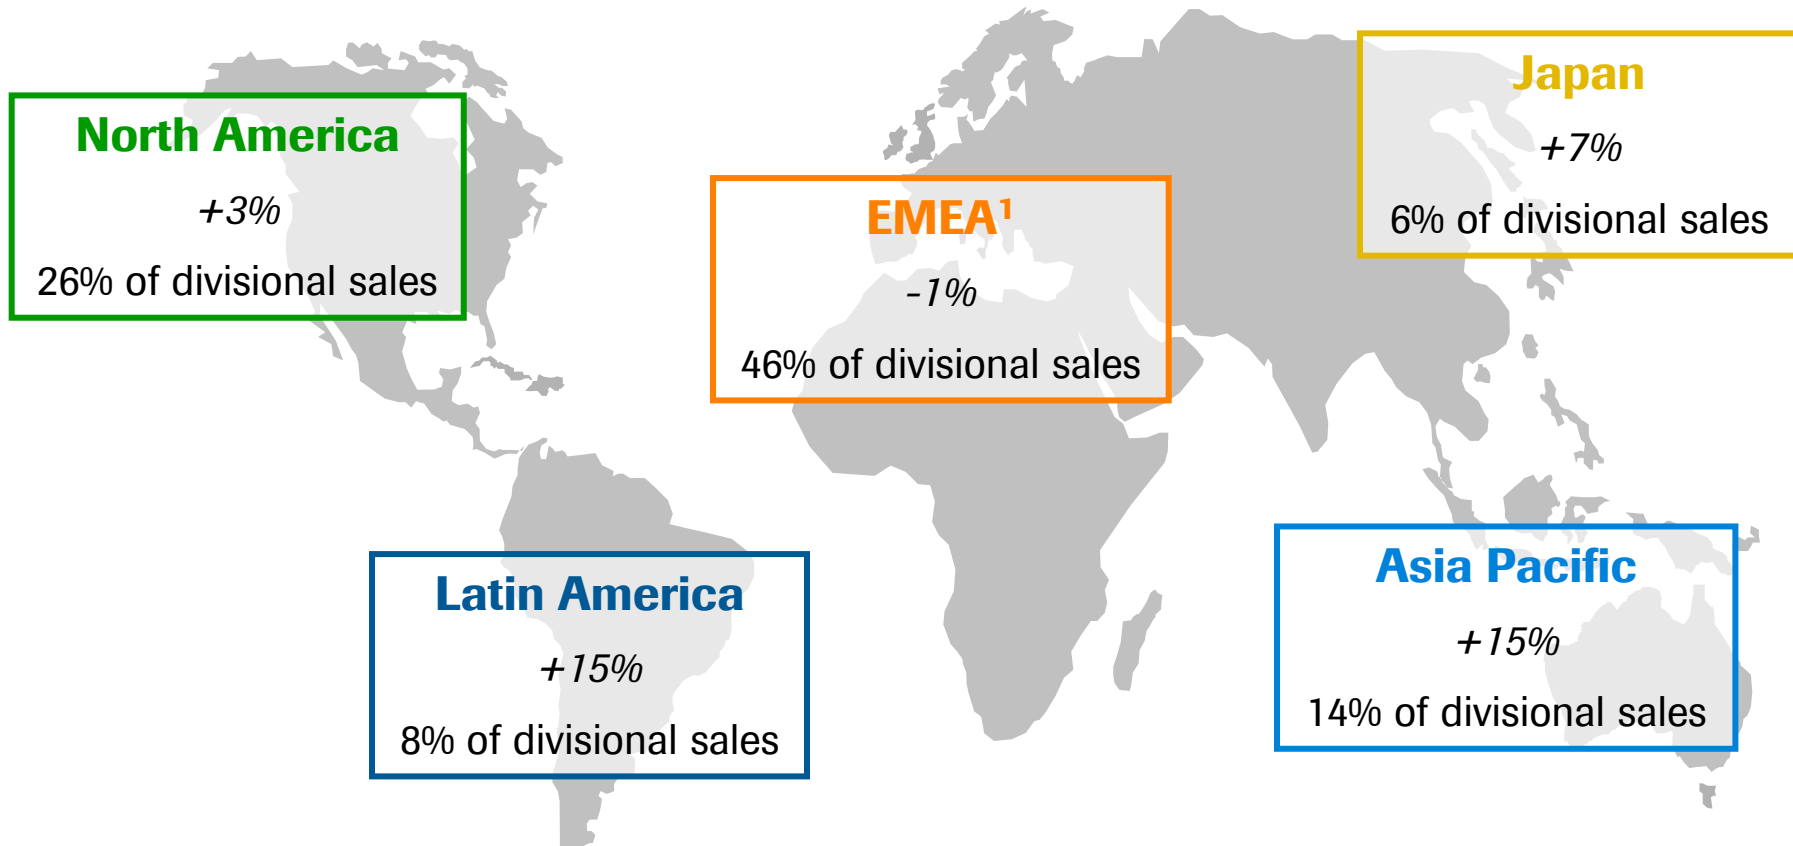 North America
+3%
26% of divisional sales
EMEA¹
-1%
46% of divisional sales
Japan
+7%
6% of divisional sales
Latin America
+15%
8% of divisional sales
Asia Pacific
+15%
14% of divisional sales